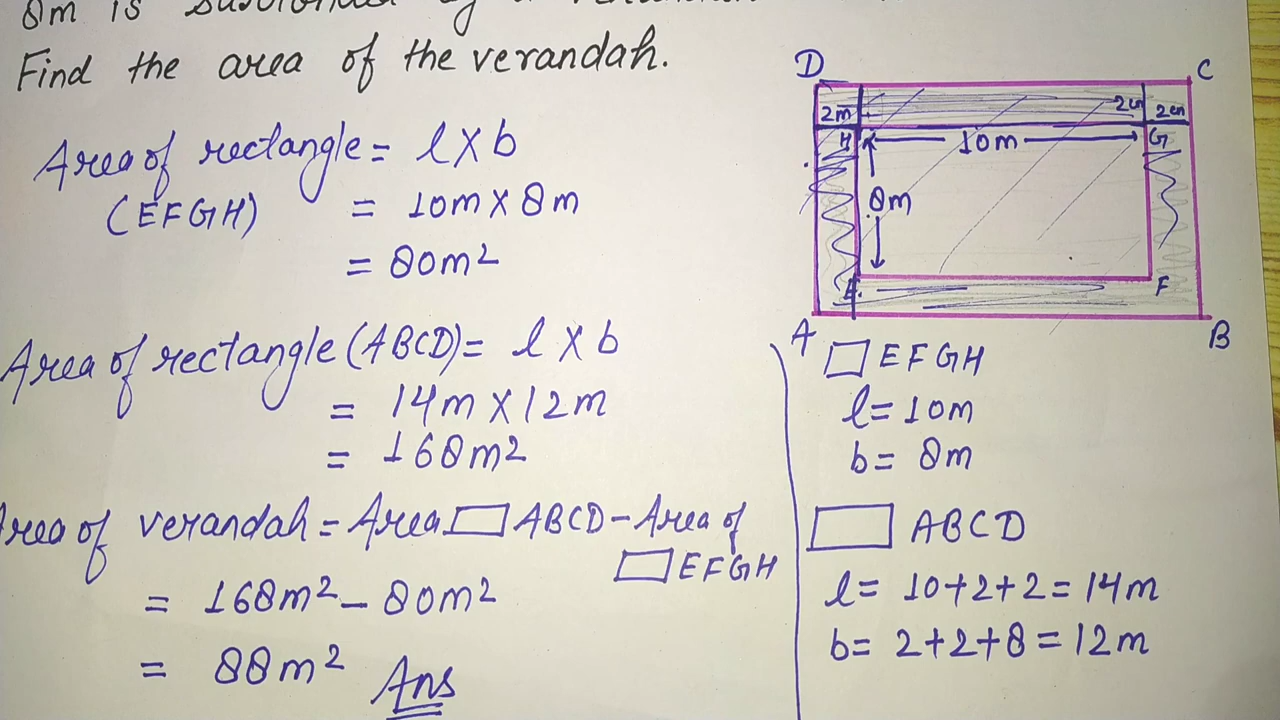 8m is
Find the area of the verandah.
Area of rectangle = l x b
(EFGH) = 10m x 8m
= 80m²
Area of rectangle (ABCD) = l x b
= 14m x 12m
= 168m²
Area of verandah = Area ▭ ABCD - Area of
▭ EFGH
= 168m² - 80m²
= 88m² Ans
D C
2m 2m 2m
H 10m G
8m
E F
A B
▭ EFGH
l = 10m
b = 8m
▭ ABCD
l = 10+2+2 = 14m
b = 2+2+8 = 12m